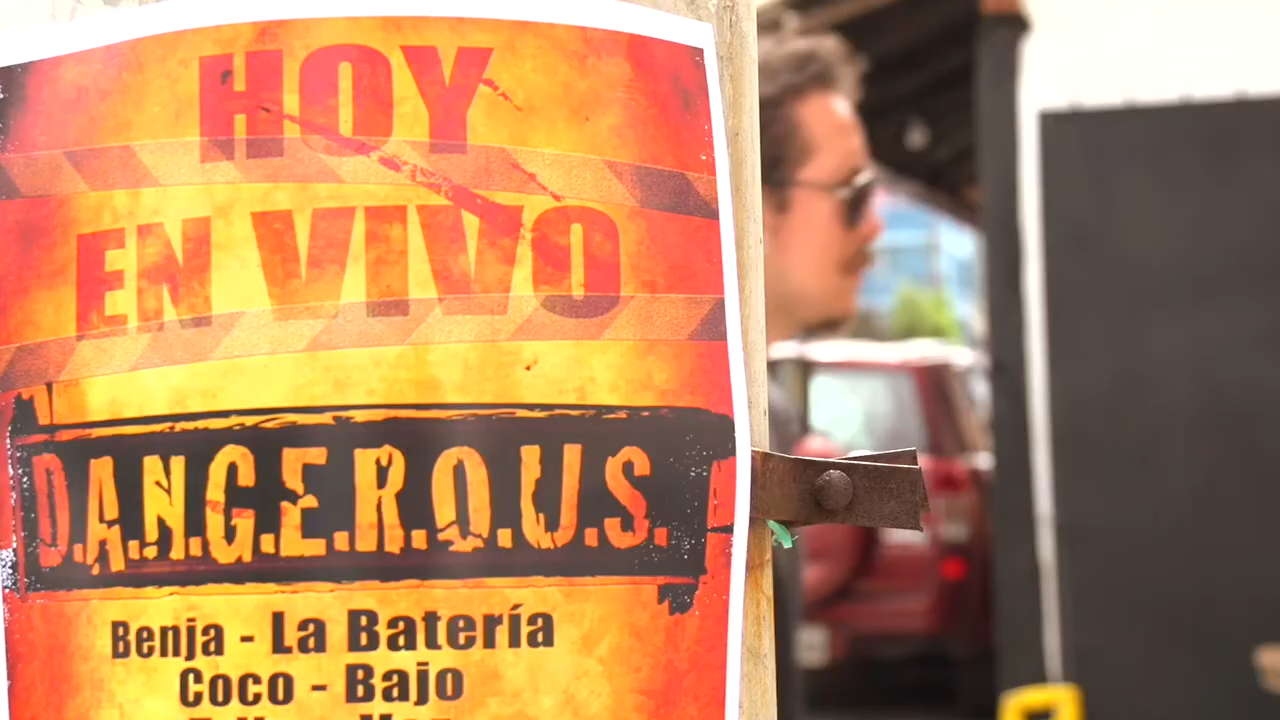 HOY
EN VIVO
D.A.N.G.E.R.O.U.S.
Benja - La Batería
Coco - Bajo